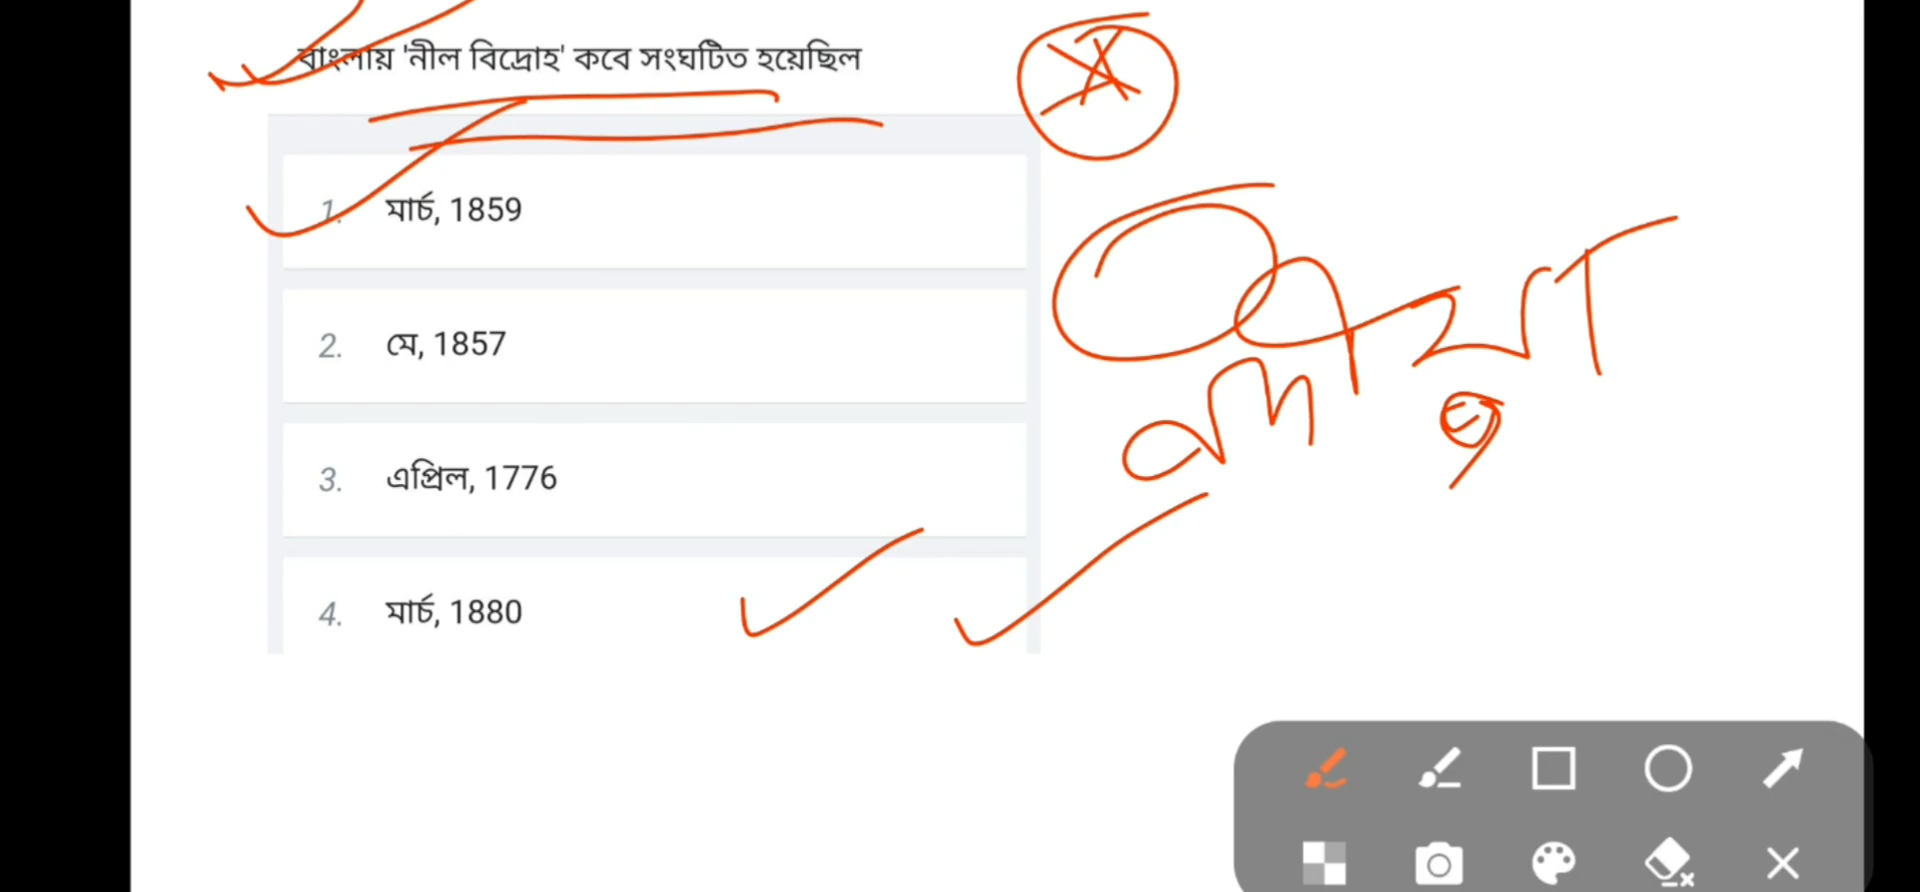 বাংলায় 'নীল বিদ্রোহ' কবে সংঘটিত হয়েছিল
1. মার্চ, 1859
2. মে, 1857
3. এপ্রিল, 1776
4. মার্চ, 1880